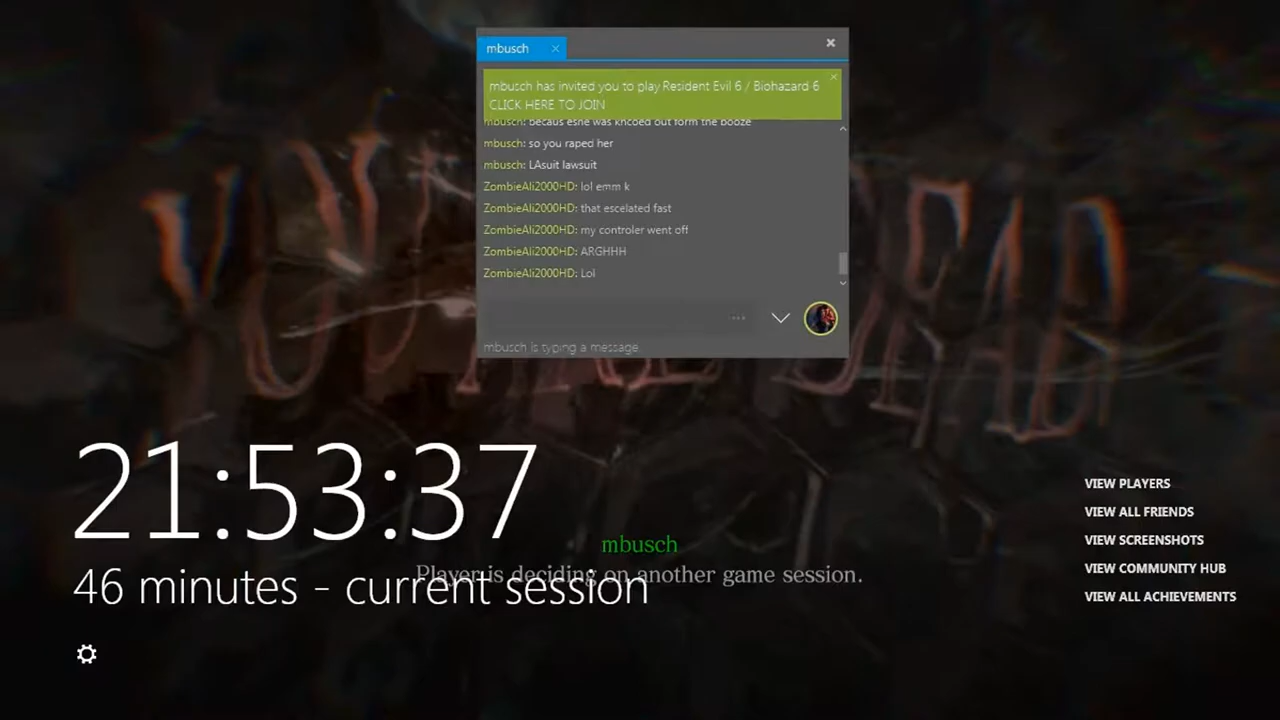 mbusch
mbusch has invited you to play Resident Evil 6 / Biohazard 6
CLICK HERE TO JOIN
mbusch: becaus eshe was kncoed out form the booze
mbusch: so you raped her
mbusch: LAsuit lawsuit
ZombieAli2000HD: lol emm k
ZombieAli2000HD: that escelated fast
ZombieAli2000HD: my controler went off
ZombieAli2000HD: ARGHHH
ZombieAli2000HD: Lol
mbusch is typing a message
YOU ARE DEAD
21:53:37
46 minutes - current session
mbusch
Player is deciding on another game session.
VIEW PLAYERS
VIEW ALL FRIENDS
VIEW SCREENSHOTS
VIEW COMMUNITY HUB
VIEW ALL ACHIEVEMENTS